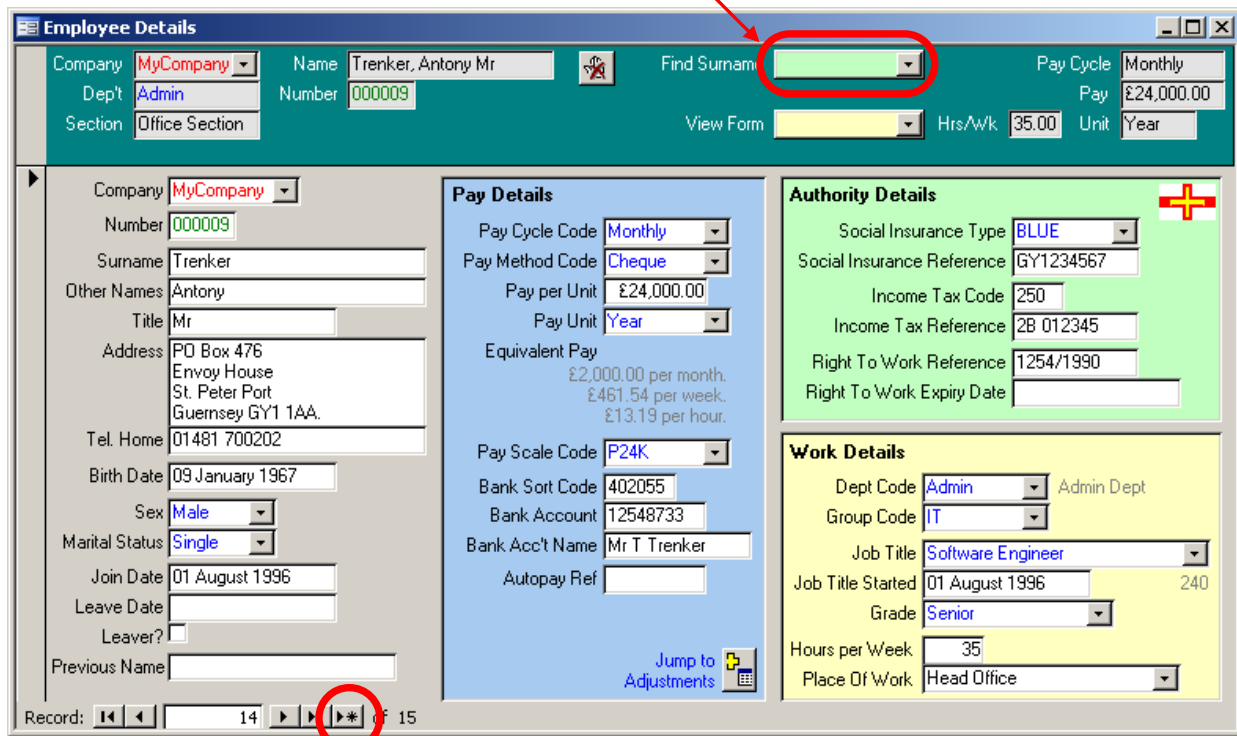 Employee Details
Company MyCompany Name Trenker, Antony Mr Find Surname Pay Cycle Monthly
Dep't Admin Number 000009 Pay £24,000.00
Section Office Section View Form Hrs/Wk 35.00 Unit Year
Company MyCompany
Number 000009
Surname Trenker
Other Names Antony
Title Mr
Address PO Box 476
Envoy House
St. Peter Port
Guernsey GY1 1AA.
Tel. Home 01481 700202
Birth Date 09 January 1967
Sex Male
Marital Status Single
Join Date 01 August 1996
Leave Date
Leaver?
Previous Name
Pay Details
Pay Cycle Code Monthly
Pay Method Code Cheque
Pay per Unit £24,000.00
Pay Unit Year
Equivalent Pay
£2,000.00 per month.
£461.54 per week.
£13.19 per hour.
Pay Scale Code P24K
Bank Sort Code 402055
Bank Account 12548733
Bank Acc't Name Mr T Trenker
Autopay Ref
Jump to
Adjustments
Authority Details
Social Insurance Type BLUE
Social Insurance Reference GY1234567
Income Tax Code 250
Income Tax Reference 2B 012345
Right To Work Reference 1254/1990
Right To Work Expiry Date
Work Details
Dept Code Admin Admin Dept
Group Code IT
Job Title Software Engineer
Job Title Started 01 August 1996 240
Grade Senior
Hours per Week 35
Place Of Work Head Office
Record: 14 of 15